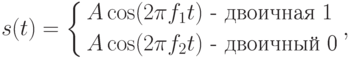 s(t) = { A cos(2πf₁t) - двоичная 1
A cos(2πf₂t) - двоичный 0 ,